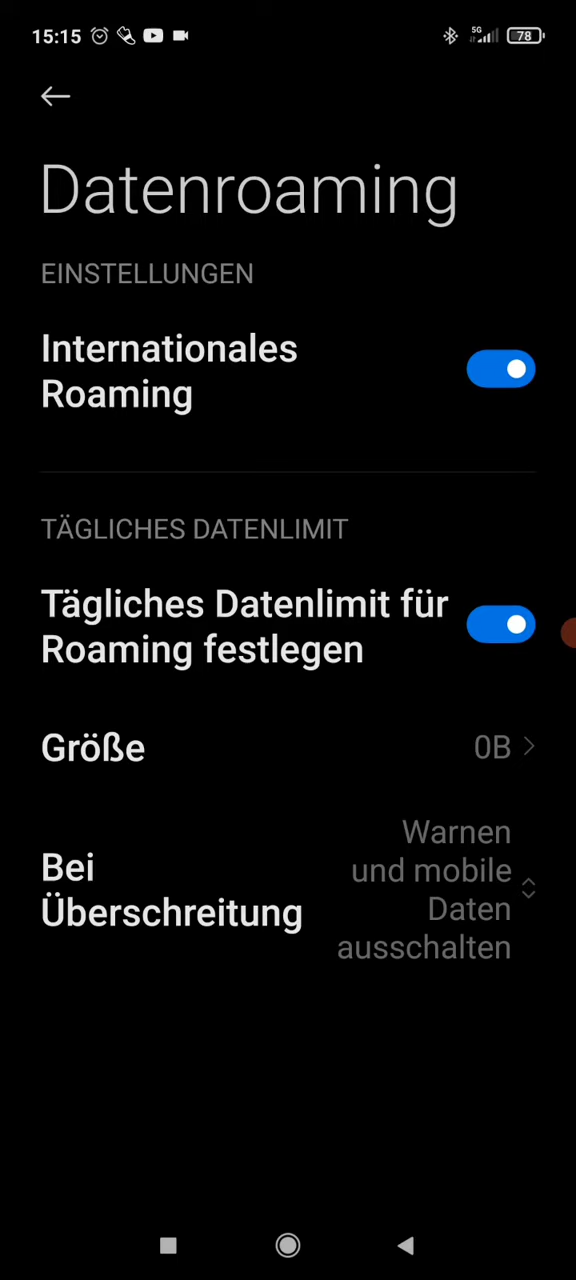 15:15
5G
78
Datenroaming
EINSTELLUNGEN
Internationales
Roaming
TÄGLICHES DATENLIMIT
Tägliches Datenlimit für
Roaming festlegen
Größe
0B
Bei
Überschreitung
Warnen
und mobile
Daten
ausschalten